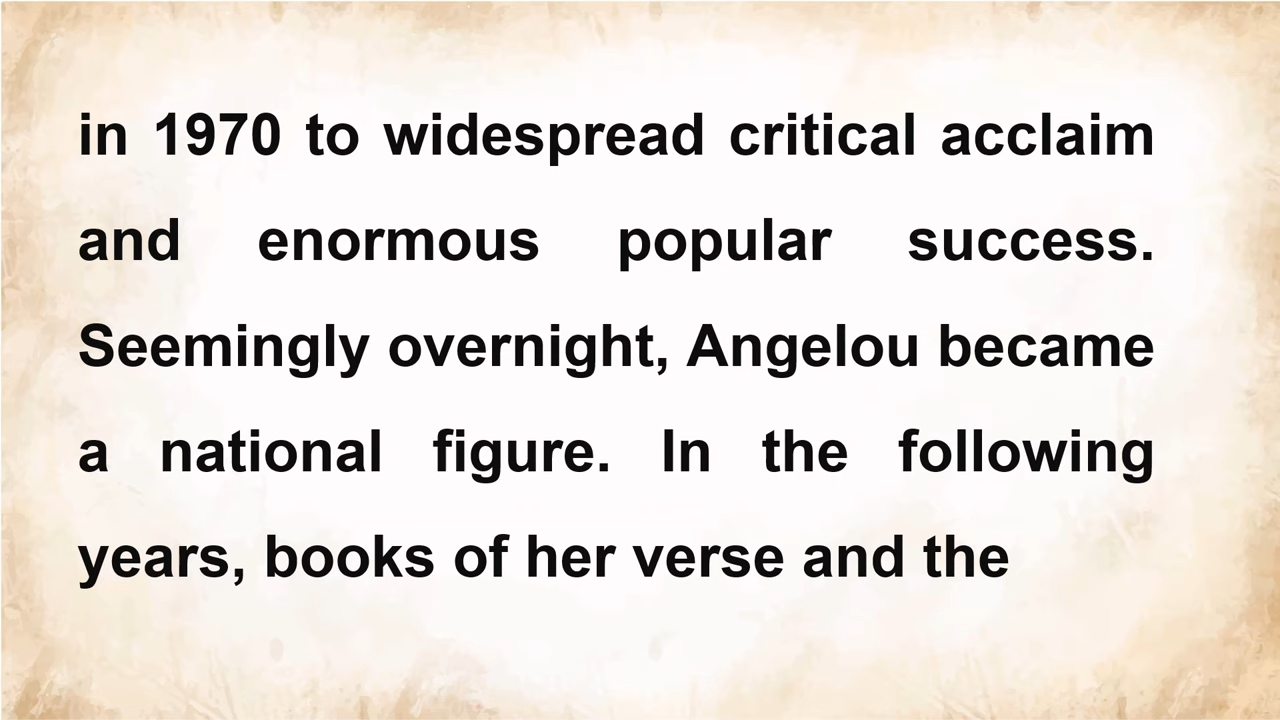 in 1970 to widespread critical acclaim
and enormous popular success.
Seemingly overnight, Angelou became
a national figure. In the following
years, books of her verse and the